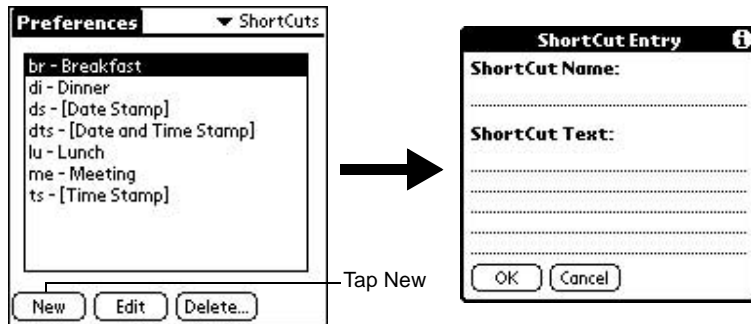 Preferences
ShortCuts
br - Breakfast
di - Dinner
ds - [Date Stamp]
dts - [Date and Time Stamp]
lu - Lunch
me - Meeting
ts - [Time Stamp]
New Edit Delete...
Tap New
ShortCut Entry i
ShortCut Name:
ShortCut Text:
OK Cancel